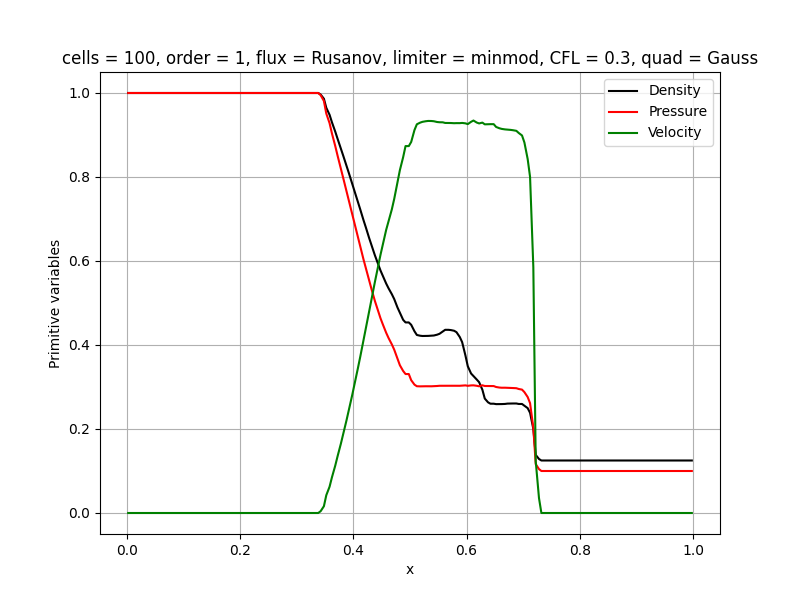 cells = 100, order = 1, flux = Rusanov, limiter = minmod, CFL = 0.3, quad = Gauss
Density
Pressure
Velocity
Primitive variables
1.0
0.8
0.6
0.4
0.2
0.0
0.0 0.2 0.4 0.6 0.8 1.0
x